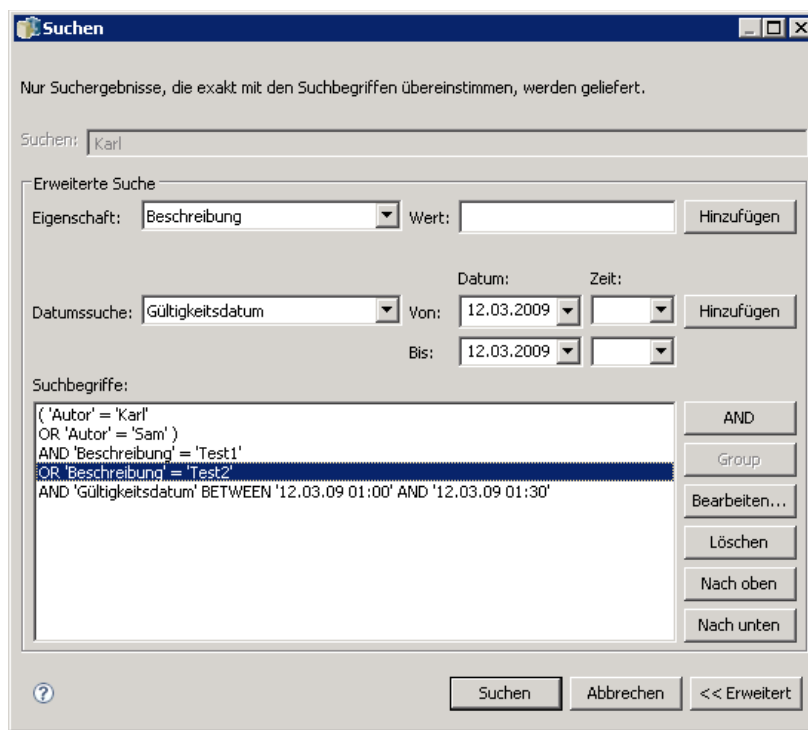 Suchen
Nur Suchergebnisse, die exakt mit den Suchbegriffen übereinstimmen, werden geliefert.
Suchen: Karl
Erweiterte Suche
Eigenschaft: Beschreibung Wert: Hinzufügen
Datum: Zeit:
Datumssuche: Gültigkeitsdatum Von: 12.03.2009 Hinzufügen
Bis: 12.03.2009
Suchbegriffe:
( 'Autor' = 'Karl'
OR 'Autor' = 'Sam' )
AND 'Beschreibung' = 'Test1'
OR 'Beschreibung' = 'Test2'
AND 'Gültigkeitsdatum' BETWEEN '12.03.09 01:00' AND '12.03.09 01:30'
AND
Group
Bearbeiten...
Löschen
Nach oben
Nach unten
? Suchen Abbrechen << Erweitert